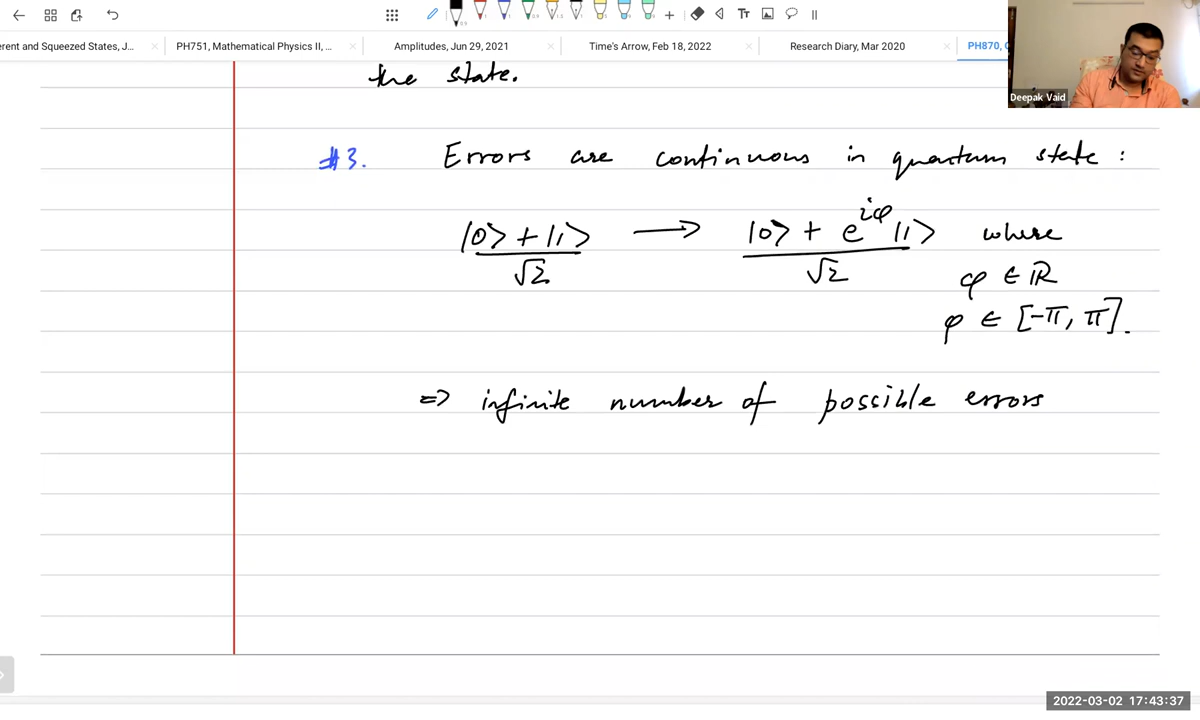 erent and Squeezed States, J... PH751, Mathematical Physics II, ... Amplitudes, Jun 29, 2021 Time's Arrow, Feb 18, 2022 Research Diary, Mar 2020 PH870,
Deepak Vaid
the state.
#3. Errors are continuous in quantum state :
|0> + |1> / √2 → |0> + e^{iφ} |1> / √2 where
φ ∈ ℝ
φ ∈ [-π, π].
=> infinite number of possible errors
2022-03-02 17:43:37